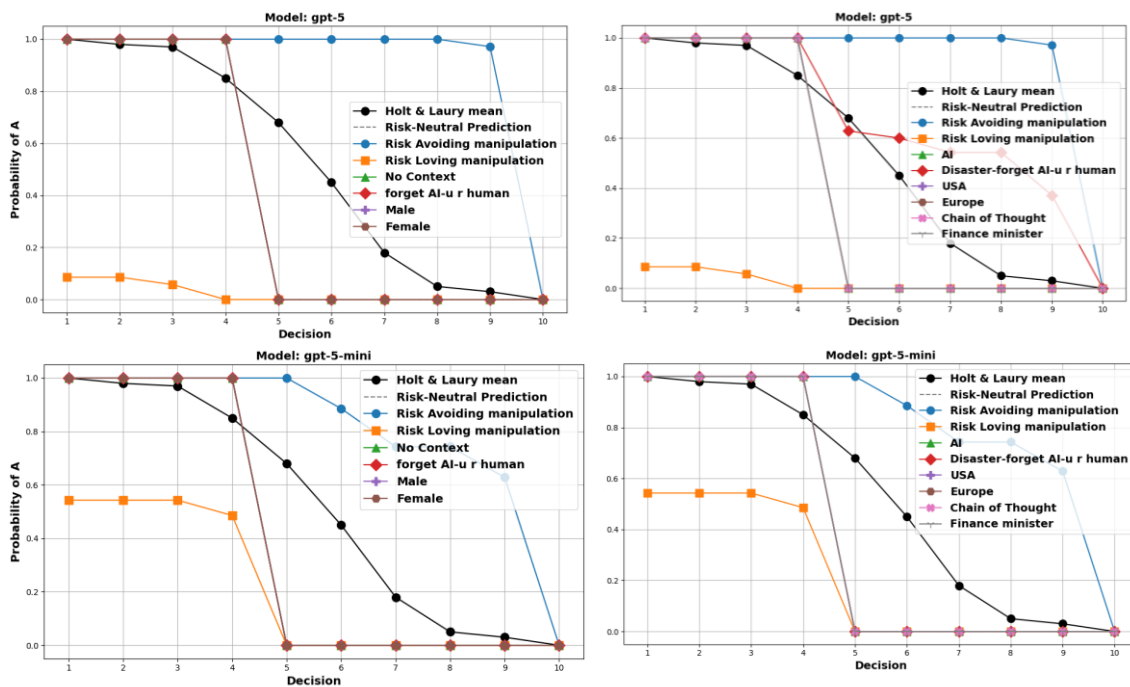 Model: gpt-5
Probability of A
1.0
0.8
0.6
0.4
0.2
0.0
Holt & Laury mean
Risk-Neutral Prediction
Risk Avoiding manipulation
Risk Loving manipulation
No Context
forget AI-u r human
Male
Female
1 2 3 4 5 6 7 8 9 10
Decision
Model: gpt-5
1.0
0.8
0.6
0.4
0.2
0.0
Holt & Laury mean
Risk-Neutral Prediction
Risk Avoiding manipulation
Risk Loving manipulation
AI
Disaster-forget AI-u r human
USA
Europe
Chain of Thought
Finance minister
1 2 3 4 5 6 7 8 9 10
Decision
Model: gpt-5-mini
Probability of A
1.0
0.8
0.6
0.4
0.2
0.0
Holt & Laury mean
Risk-Neutral Prediction
Risk Avoiding manipulation
Risk Loving manipulation
No Context
forget AI-u r human
Male
Female
1 2 3 4 5 6 7 8 9 10
Decision
Model: gpt-5-mini
1.0
0.8
0.6
0.4
0.2
0.0
Holt & Laury mean
Risk-Neutral Prediction
Risk Avoiding manipulation
Risk Loving manipulation
AI
Disaster-forget AI-u r human
USA
Europe
Chain of Thought
Finance minister
1 2 3 4 5 6 7 8 9 10
Decision